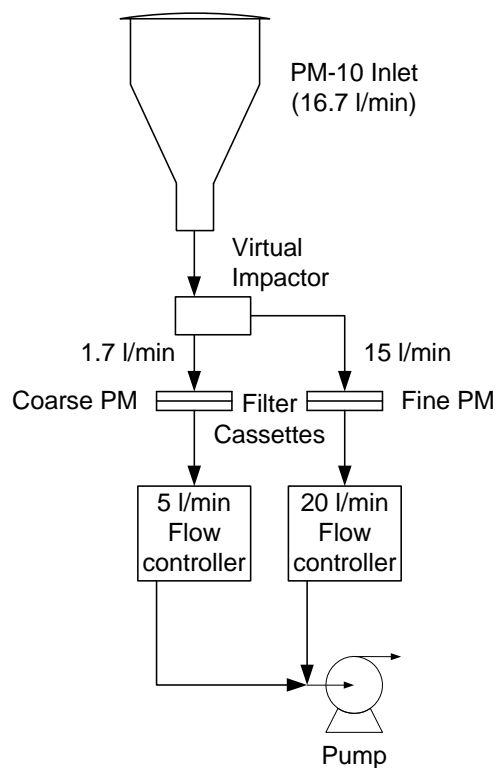 PM-10 Inlet
(16.7 l/min)
Virtual
Impactor
1.7 l/min
15 l/min
Coarse PM
Filter
Cassettes
Fine PM
5 l/min
Flow
controller
20 l/min
Flow
controller
Pump